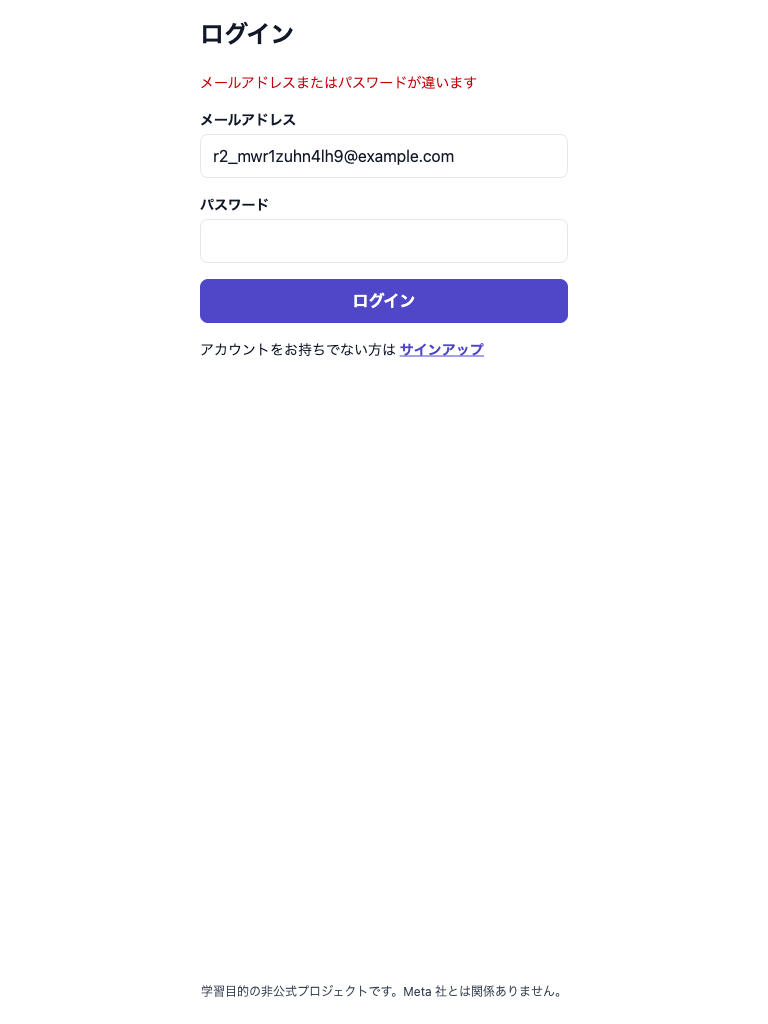 ログイン
メールアドレスまたはパスワードが違います
メールアドレス
r2_mwr1zuhn4lh9@example.com
パスワード
ログイン
アカウントをお持ちでない方は サインアップ
学習目的の非公式プロジェクトです。Meta 社とは関係ありません。